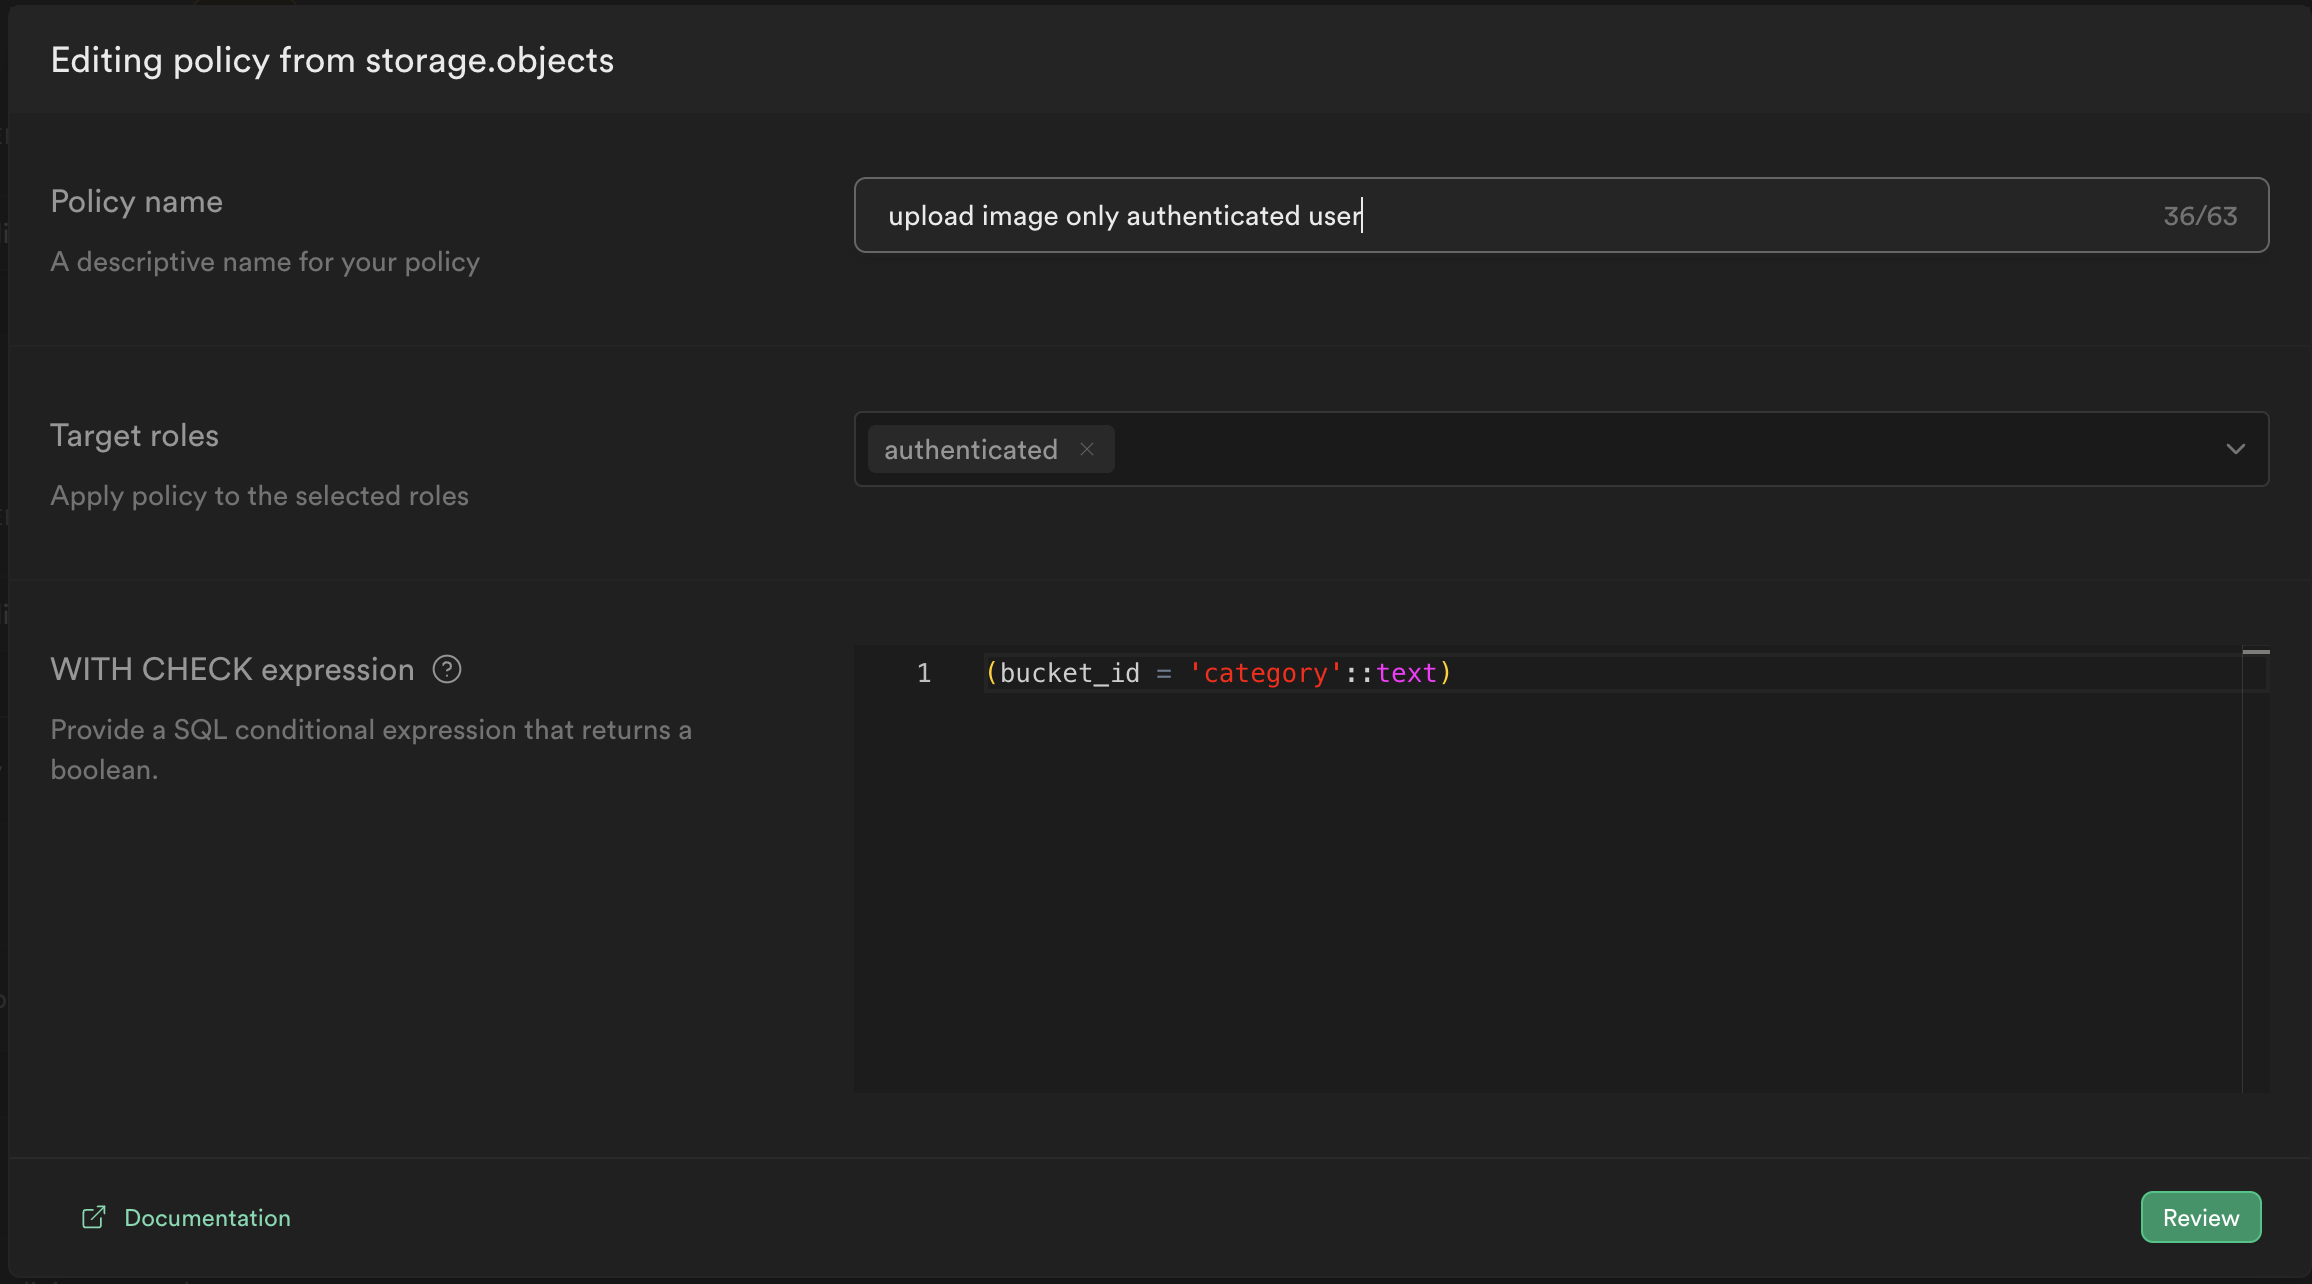 Editing policy from storage.objects
Policy name
A descriptive name for your policy
upload image only authenticated user
36/63
Target roles
Apply policy to the selected roles
authenticated
WITH CHECK expression
Provide a SQL conditional expression that returns a
boolean.
1 (bucket_id = 'category'::text)
Documentation
Review